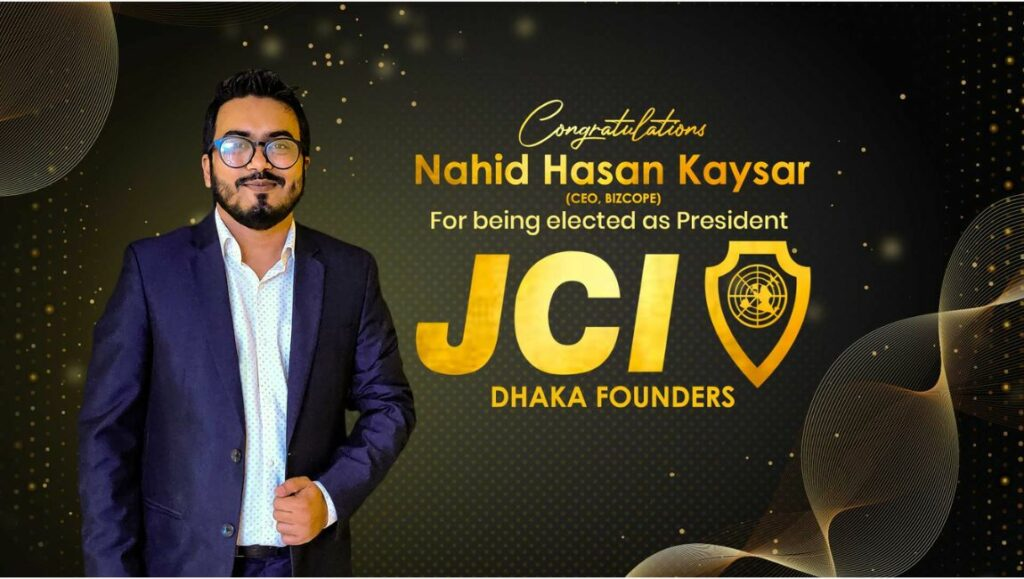 Congratulations
Nahid Hasan Kaysar
(CEO, BIZCOPE)
For being elected as President
JCI
DHAKA FOUNDERS